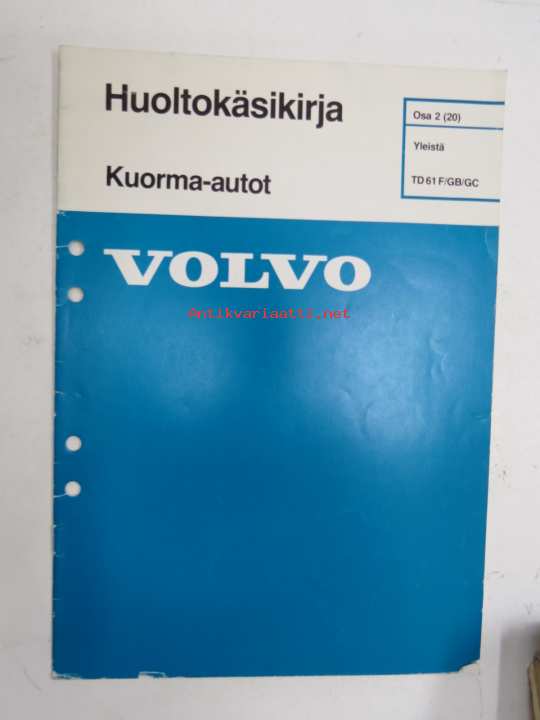 Huoltokäsikirja
Kuorma-autot
Osa 2 (20)
Yleistä
TD 61 F/GB/GC
VOLVO
Antikvariaatti.net